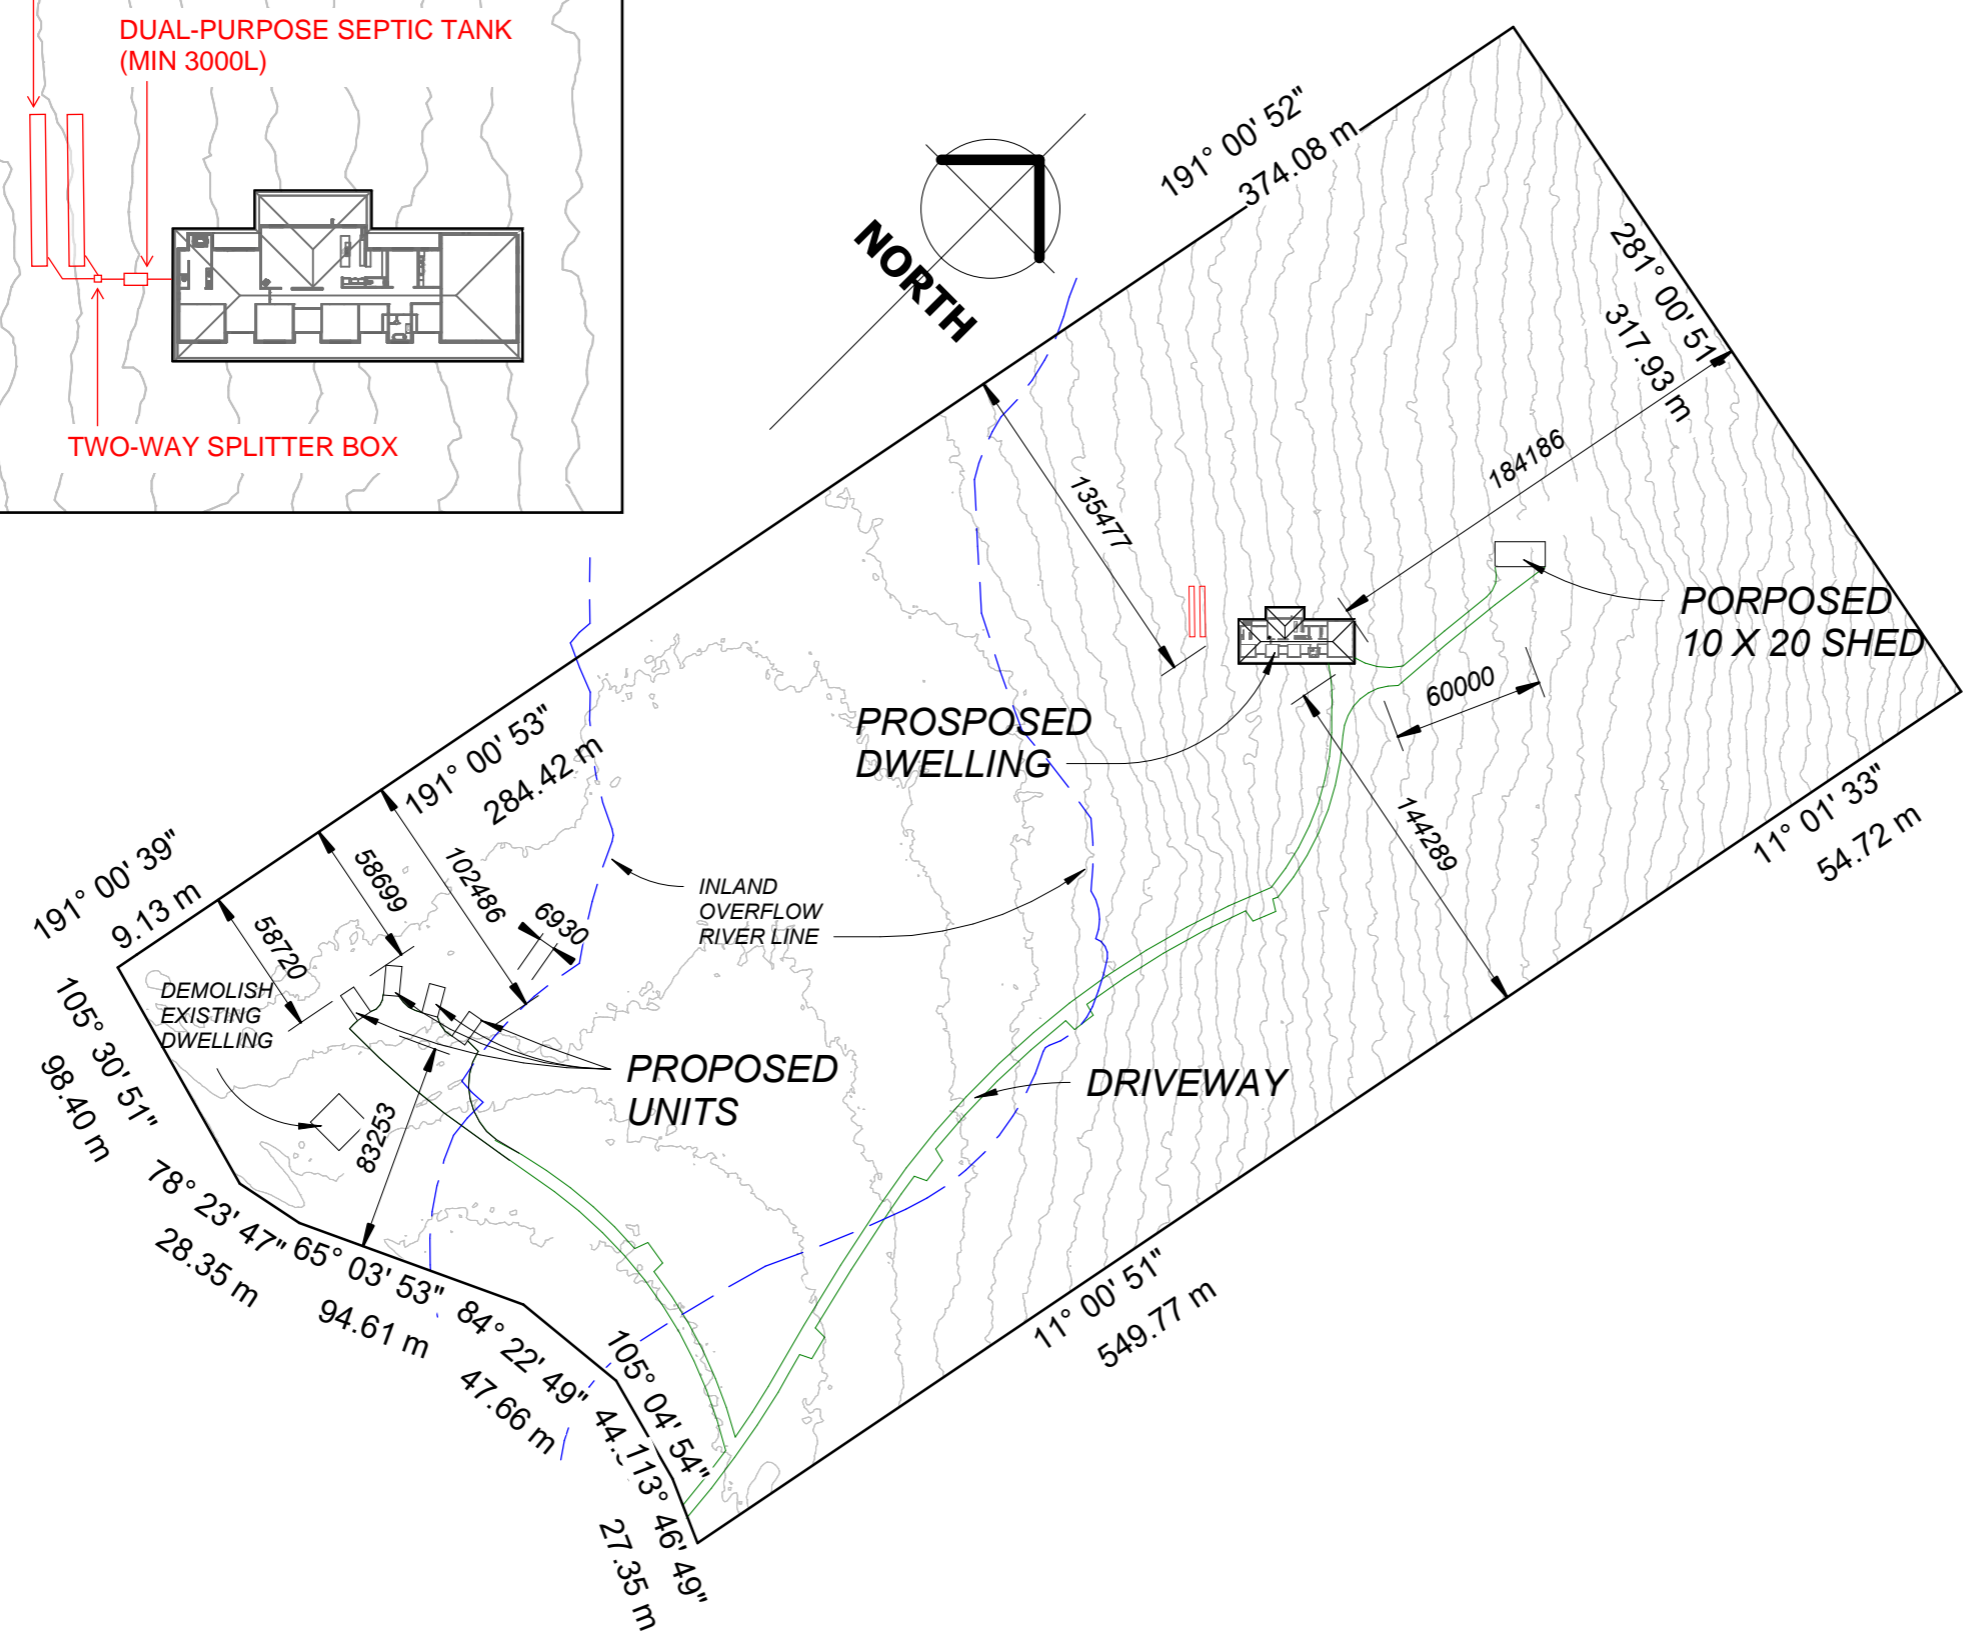 DUAL-PURPOSE SEPTIC TANK
(MIN 3000L)
TWO-WAY SPLITTER BOX
NORTH
191° 00' 52"
374.08 m
281° 00' 51"
317.93 m
184186
135477
PORPOSED
10 X 20 SHED
60000
PROSPOSED
DWELLING
144289
11° 01' 33"
54.72 m
191° 00' 53"
284.42 m
191° 00' 39"
9.13 m
58699
102486
6930
58720
INLAND
OVERFLOW
RIVER LINE
DEMOLISH
EXISTING
DWELLING
105° 30' 51"
98.40 m
PROPOSED
UNITS
DRIVEWAY
83253
78° 23' 47"
28.35 m
65° 03' 53"
94.61 m
84° 22' 49"
47.66 m
105° 04' 54"
113° 46' 49"
27.35 m
11° 00' 51"
549.77 m